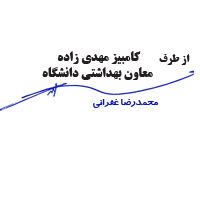 از طرف کامبیز مهدی زاده
معاون بهداشتی دانشگاه
محمدرضا غفرانی